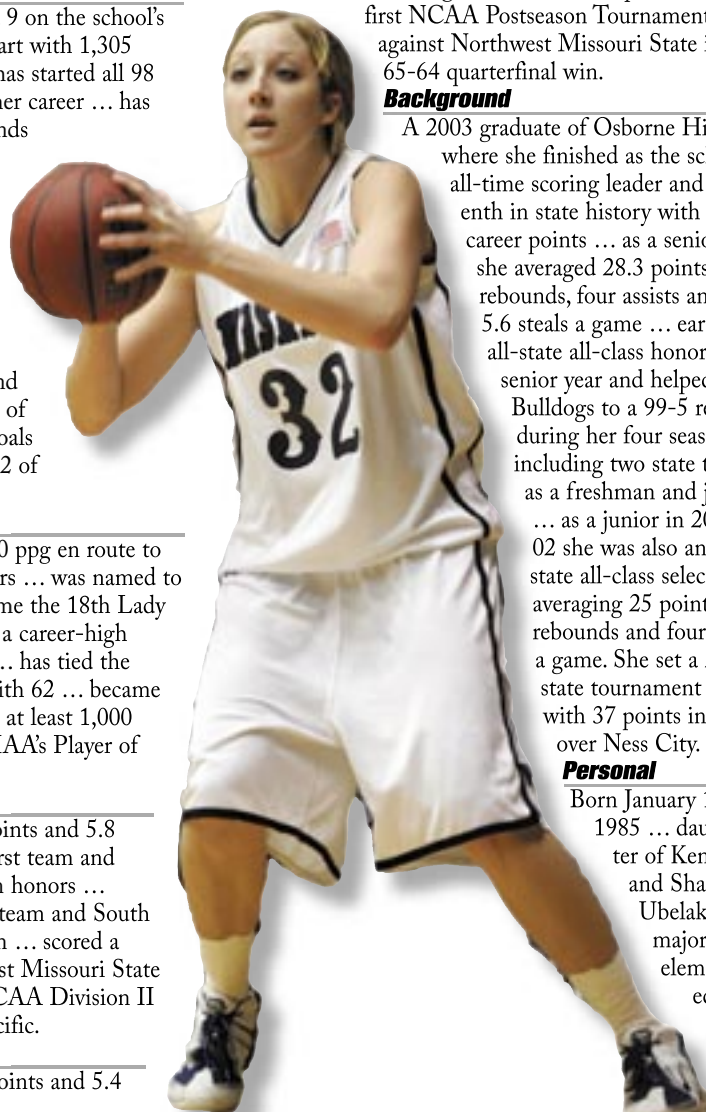 9 on the school's
art with 1,305
has started all 98
her career … has
nds
nd
of
oals
2 of
0 ppg en route to
rs … was named to
me the 18th Lady
a career-high
… has tied the
ith 62 … became
at least 1,000
IAA's Player of
oints and 5.8
rst team and
n honors …
team and South
n … scored a
st Missouri State
CAA Division II
cific.
oints and 5.4
first NCAA Postseason Tournament
against Northwest Missouri State i
65-64 quarterfinal win.
Background
A 2003 graduate of Osborne Hi
where she finished as the sc
all-time scoring leader and
enth in state history with
career points … as a senio
she averaged 28.3 points
rebounds, four assists an
5.6 steals a game … ear
all-state all-class honor
senior year and helped
Bulldogs to a 99-5 re
during her four seas
including two state t
as a freshman and j
… as a junior in 20
02 she was also an
state all-class selec
averaging 25 point
rebounds and four
a game. She set a
state tournament
with 37 points in
over Ness City.
Personal
Born January 1
1985 … dau
ter of Ken
and Sha
Ubelak
major
elem
ed
32